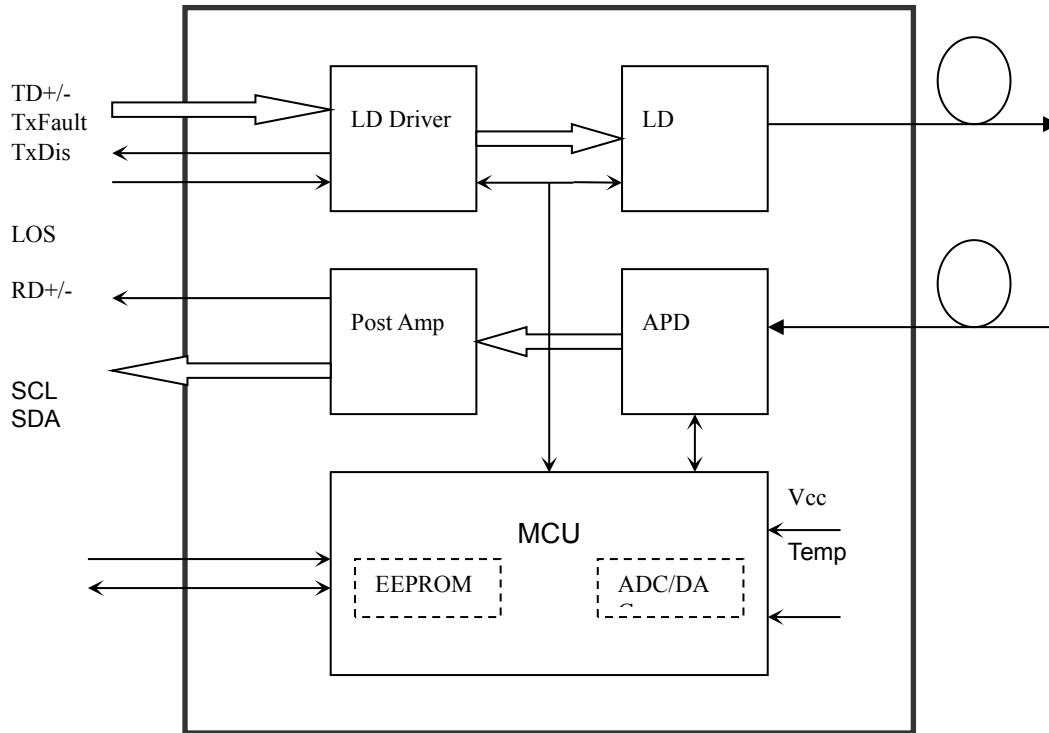 TD+/-
TxFault
TxDis
LOS
RD+/-
SCL
SDA
LD Driver
LD
Post Amp
APD
MCU
EEPROM
ADC/DA
Vcc
Temp